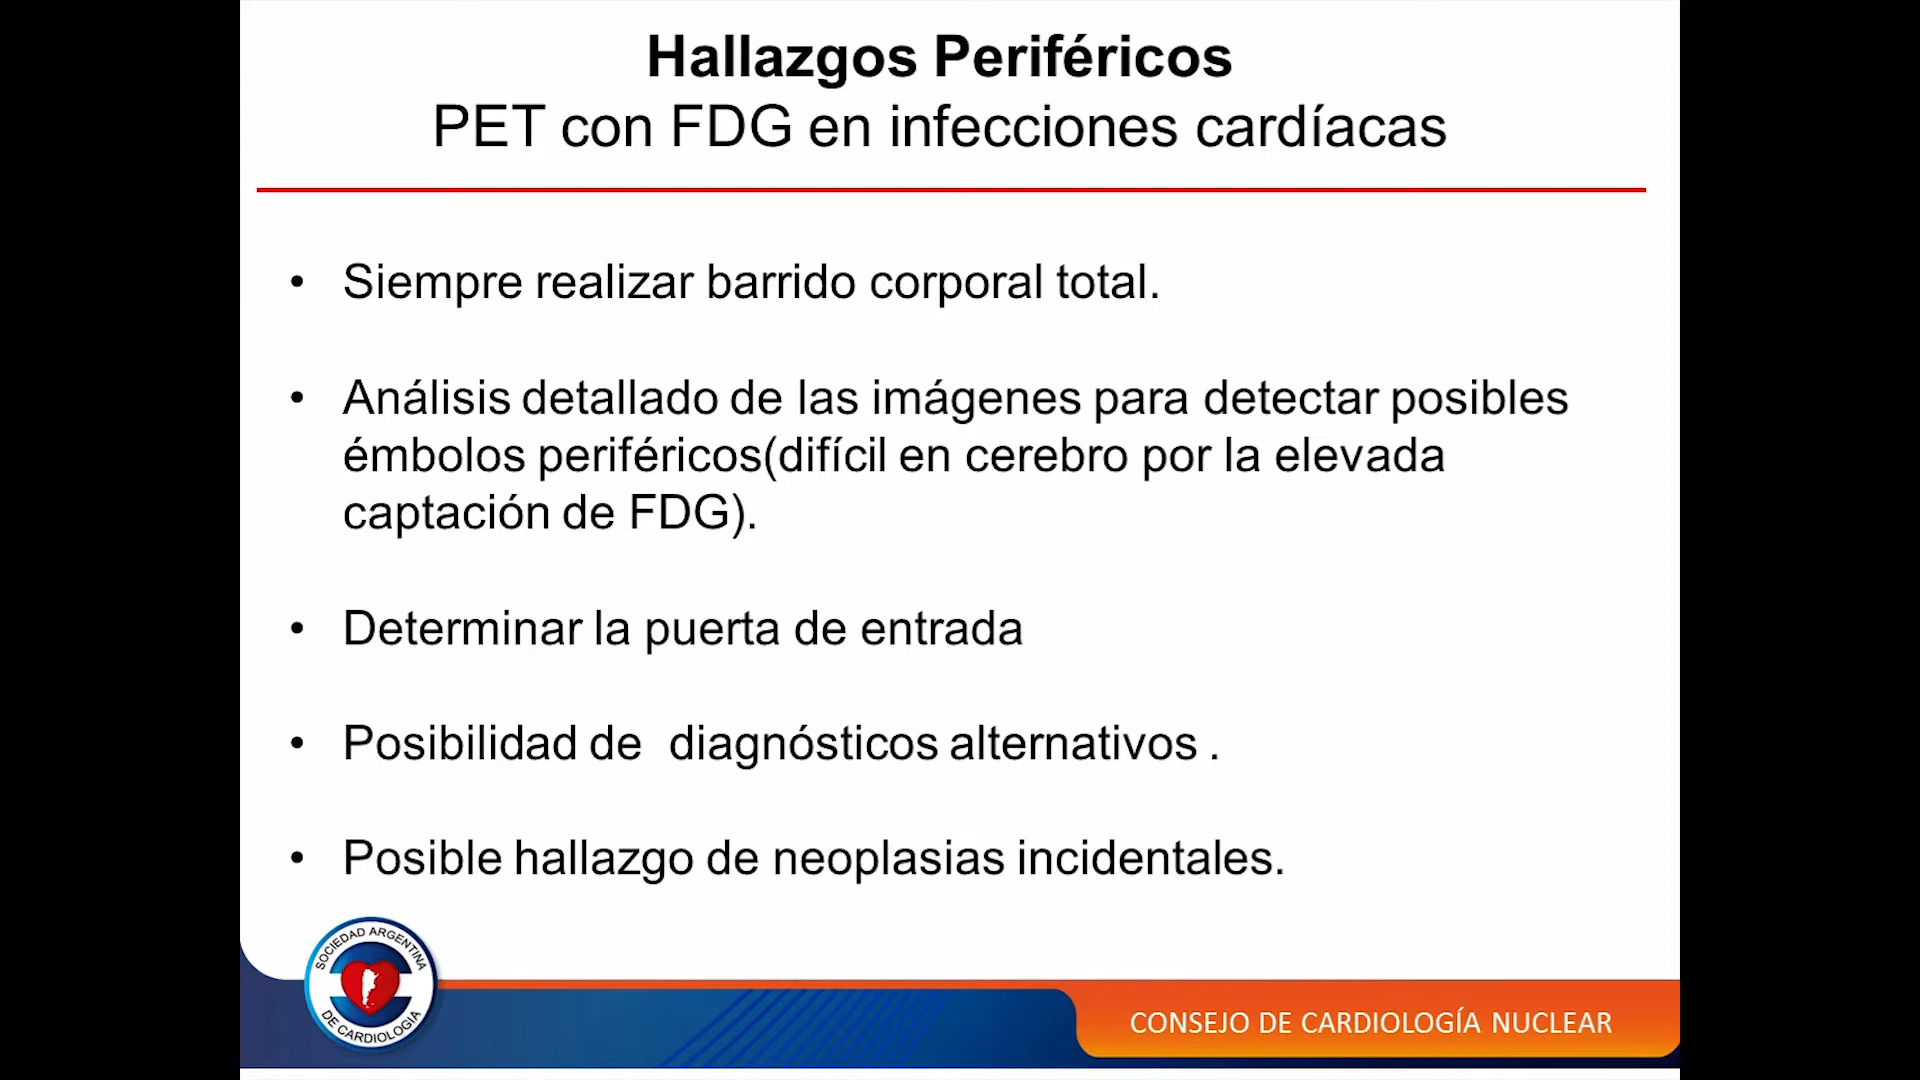 Hallazgos Periféricos
PET con FDG en infecciones cardíacas
• Siempre realizar barrido corporal total.
• Análisis detallado de las imágenes para detectar posibles
émbolos periféricos(difícil en cerebro por la elevada
captación de FDG).
• Determinar la puerta de entrada
• Posibilidad de  diagnósticos alternativos .
• Posible hallazgo de neoplasias incidentales.
SOCIEDAD ARGENTINA
DE CARDIOLOGIA
CONSEJO DE CARDIOLOGÍA NUCLEAR